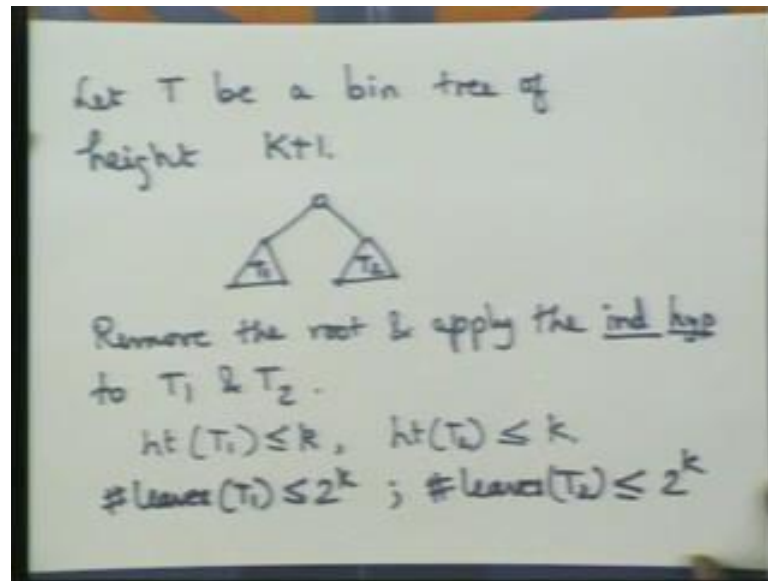 Let T be a bin tree of
height K+1.
T1 T2
Remove the root & apply the ind hyp
to T1 & T2.
ht (T1) ≤ k, ht(T2) ≤ k
#leaves(T1) ≤ 2^k ; #leaves(T2) ≤ 2^k